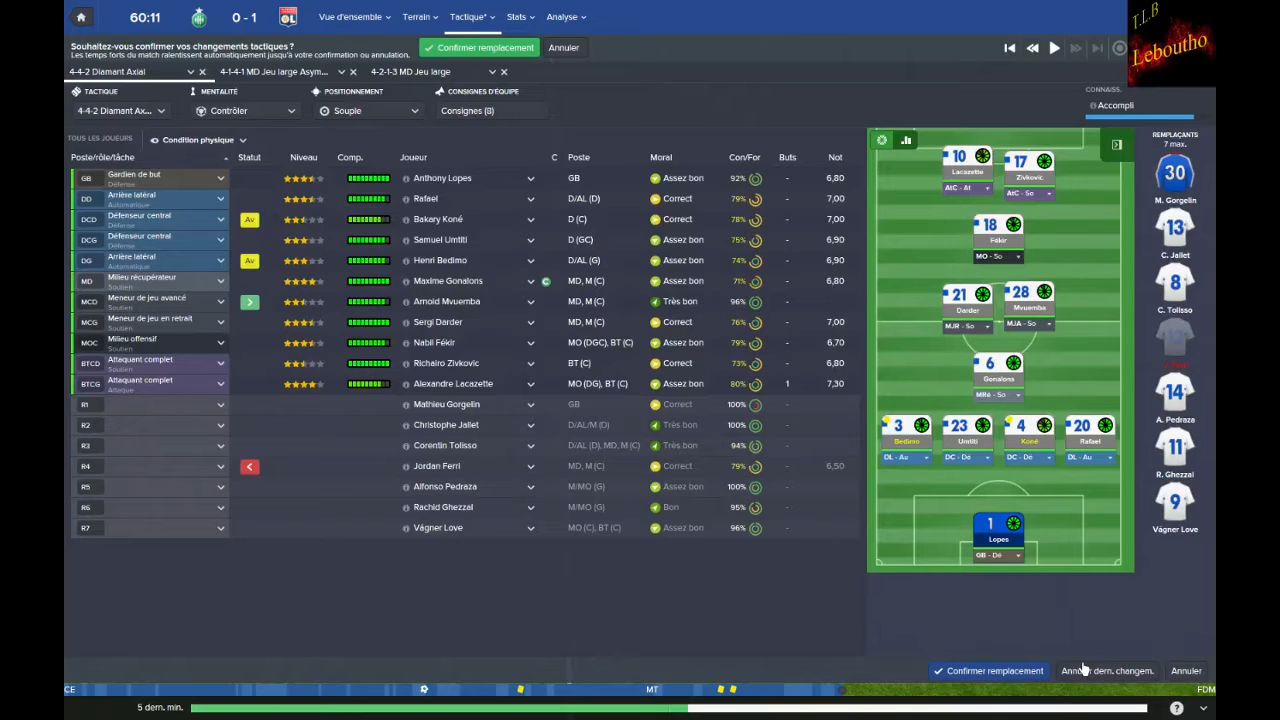 60:11
0 - 1
Vue d'ensemble
Terrain
Tactique*
Stats
Analyse
T.L.B
Leboutho
Souhaitez-vous confirmer vos changements tactiques ?
Les temps forts du match ralentissent automatiquement jusqu'à votre confirmation ou annulation.
Confirmer remplacement
Annuler
4-4-2 Diamant Axial
4-1-4-1 MD Jeu large Asym...
4-2-1-3 MD Jeu large
TACTIQUE
MENTALITÉ
POSITIONNEMENT
CONSIGNES D'ÉQUIPE
CONNAISS.
4-4-2 Diamant Ax...
Contrôler
Souple
Consignes (8)
Accompli
TOUS LES JOUEURS
Condition physique
Poste/rôle/tâche Statut Niveau Comp. Joueur C Poste Moral Con/For Buts Not
GB Gardien de but Défense Anthony Lopes GB Assez bon 92% - 6,80
DD Arrière latéral Automatique Rafael D/AL (D) Correct 79% - 7,00
DCD Défenseur central Défense Av Bakary Koné D (C) Correct 78% - 7,00
DCG Défenseur central Défense Samuel Umtiti D (GC) Correct 75% - 6,90
DG Arrière latéral Automatique Av Henri Bedimo D/AL (G) Assez bon 74% - 6,90
MD Milieu récupérateur Soutien Maxime Gonalons C MD, M (C) Assez bon 71% - 6,80
MCD Meneur de jeu avancé Soutien Arnold Mvuemba MD, M (C) Très bon 96% -
MCG Meneur de jeu en retrait Soutien Sergi Darder MD, M (C) Correct 76% - 7,00
MOC Milieu offensif Soutien Nabil Fékir MO (DGC), BT (C) Assez bon 79% - 6,70
BTCD Attaquant complet Soutien Richairo Zivkovic BT (C) Correct 73% - 6,80
BTCG Attaquant complet Attaque Alexandre Lacazette MO (DG), BT (C) Assez bon 80% 1 7,30
R1 Mathieu Gorgelin GB Correct 100% -
R2 Christophe Jallet D/AL/M (D) Très bon 100% -
R3 Corentin Tolisso D/AL (D), MD, M (C) Très bon 94% -
R4 Jordan Ferri MD, M (C) Correct 79% - 6,50
R5 Alfonso Pedraza M/MO (G) Assez bon 100% -
R6 Rachid Ghezzal M/MO (G) Bon 95% -
R7 Vágner Love MO (C), BT (C) Assez bon 96% -
10
Lacazette
AtC - At
17
Zivkovic
AtC - So
18
Fékir
MO - So
21
Darder
MJR - So
28
Mvuemba
MJA - So
6
Gonalons
MRé - So
3
Bedimo
DL - Au
23
Umtiti
DC - Dé
4
Koné
DC - Dé
20
Rafael
DL - Au
1
Lopes
GB - Dé
REMPLAÇANTS
7 max.
30
M. Gorgelin
13
C. Jallet
8
C. Tolisso
14
A. Pedraza
11
R. Ghezzal
9
Vágner Love
Confirmer remplacement
dern. changem.
Annuler
CE
MT
FDM
5 dern. min.
?